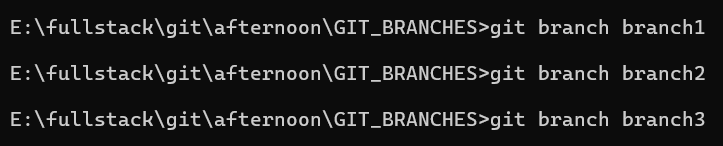 E:\fullstack\git\afternoon\GIT_BRANCHES>git branch branch1
E:\fullstack\git\afternoon\GIT_BRANCHES>git branch branch2
E:\fullstack\git\afternoon\GIT_BRANCHES>git branch branch3